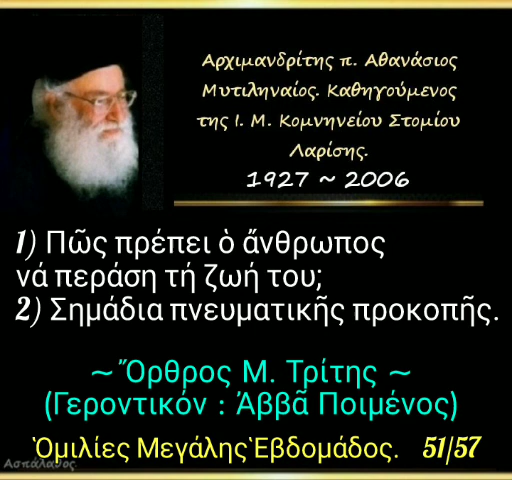 Αρχιμανδρίτης π. Αθανάσιος
Μυτιληναίος. Καθηγούμενος
της Ι. Μ. Κομνηνείου Στομίου
Λαρίσης.
1927 ~ 2006
1) Πῶς πρέπει ὁ ἄνθρωπος
νά περάση τή ζωή του;
2) Σημάδια πνευματικῆς προκοπῆς.
~ Ὄρθρος Μ. Τρίτης ~
(Γεροντικόν : Ἀββᾶ Ποιμένος)
Ὁμιλίες Μεγάλης Ἑβδομάδος. 51/57
Ασπάλαθος.